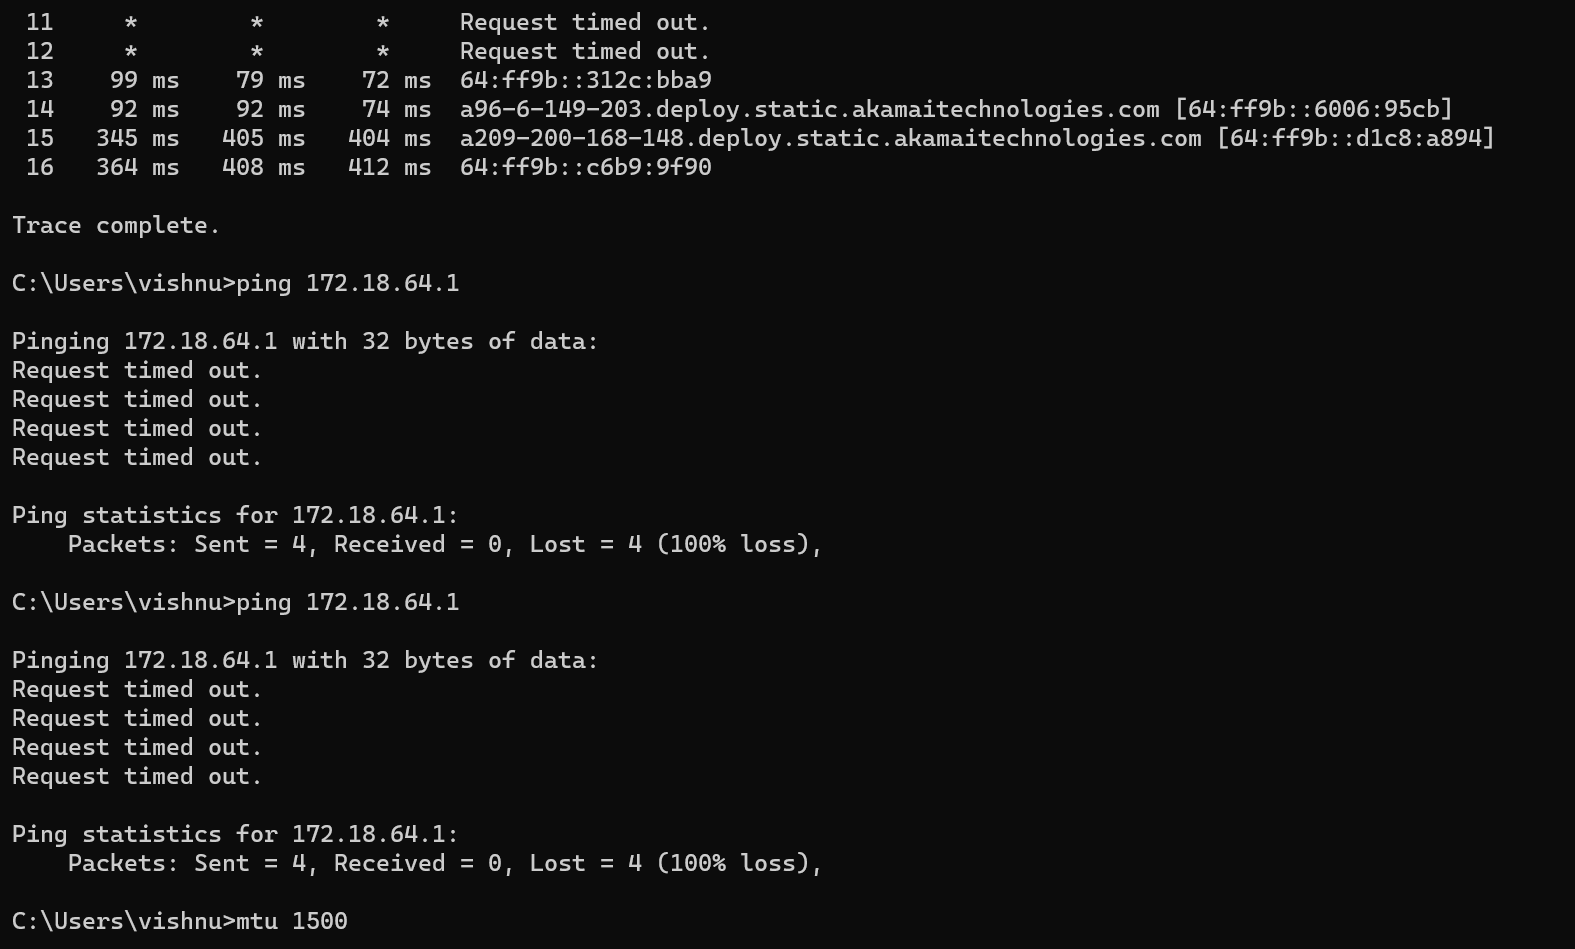 11 * * * Request timed out.
12 * * * Request timed out.
13 99 ms 79 ms 72 ms 64:ff9b::312c:bba9
14 92 ms 92 ms 74 ms a96-6-149-203.deploy.static.akamaitechnologies.com [64:ff9b::6006:95cb]
15 345 ms 405 ms 404 ms a209-200-168-148.deploy.static.akamaitechnologies.com [64:ff9b::d1c8:a894]
16 364 ms 408 ms 412 ms 64:ff9b::c6b9:9f90
Trace complete.
C:\Users\vishnu>ping 172.18.64.1
Pinging 172.18.64.1 with 32 bytes of data:
Request timed out.
Request timed out.
Request timed out.
Request timed out.
Ping statistics for 172.18.64.1:
Packets: Sent = 4, Received = 0, Lost = 4 (100% loss),
C:\Users\vishnu>ping 172.18.64.1
Pinging 172.18.64.1 with 32 bytes of data:
Request timed out.
Request timed out.
Request timed out.
Request timed out.
Ping statistics for 172.18.64.1:
Packets: Sent = 4, Received = 0, Lost = 4 (100% loss),
C:\Users\vishnu>mtu 1500